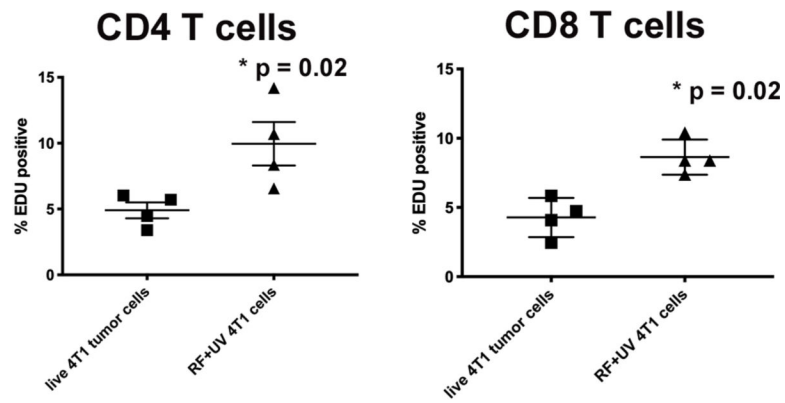 CD4 T cells
* p = 0.02
15
10
5
0
% EDU positive
live 4T1 tumor cells
RF+UV 4T1 cells
CD8 T cells
* p = 0.02
15
10
5
0
% EDU positive
live 4T1 tumor cells
RF+UV 4T1 cells